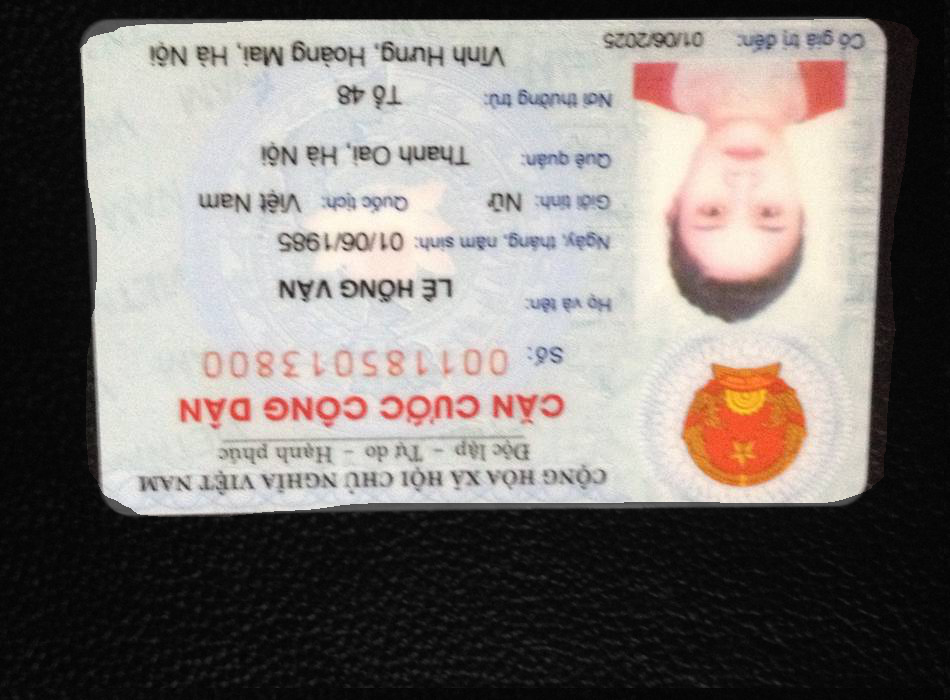 CỘNG HÒA XÃ HỘI CHỦ NGHĨA VIỆT NAM
Độc lập - Tự do - Hạnh phúc
CĂN CƯỚC CÔNG DÂN
Số: 001185013800
Họ và tên: LÊ HỒNG VÂN
Ngày, tháng, năm sinh: 01/06/1985
Giới tính: Nữ Quốc tịch: Việt Nam
Quê quán: Thanh Oai, Hà Nội
Nơi thường trú: Tổ 48
Vĩnh Hưng, Hoàng Mai, Hà Nội
Có giá trị đến: 01/06/2025